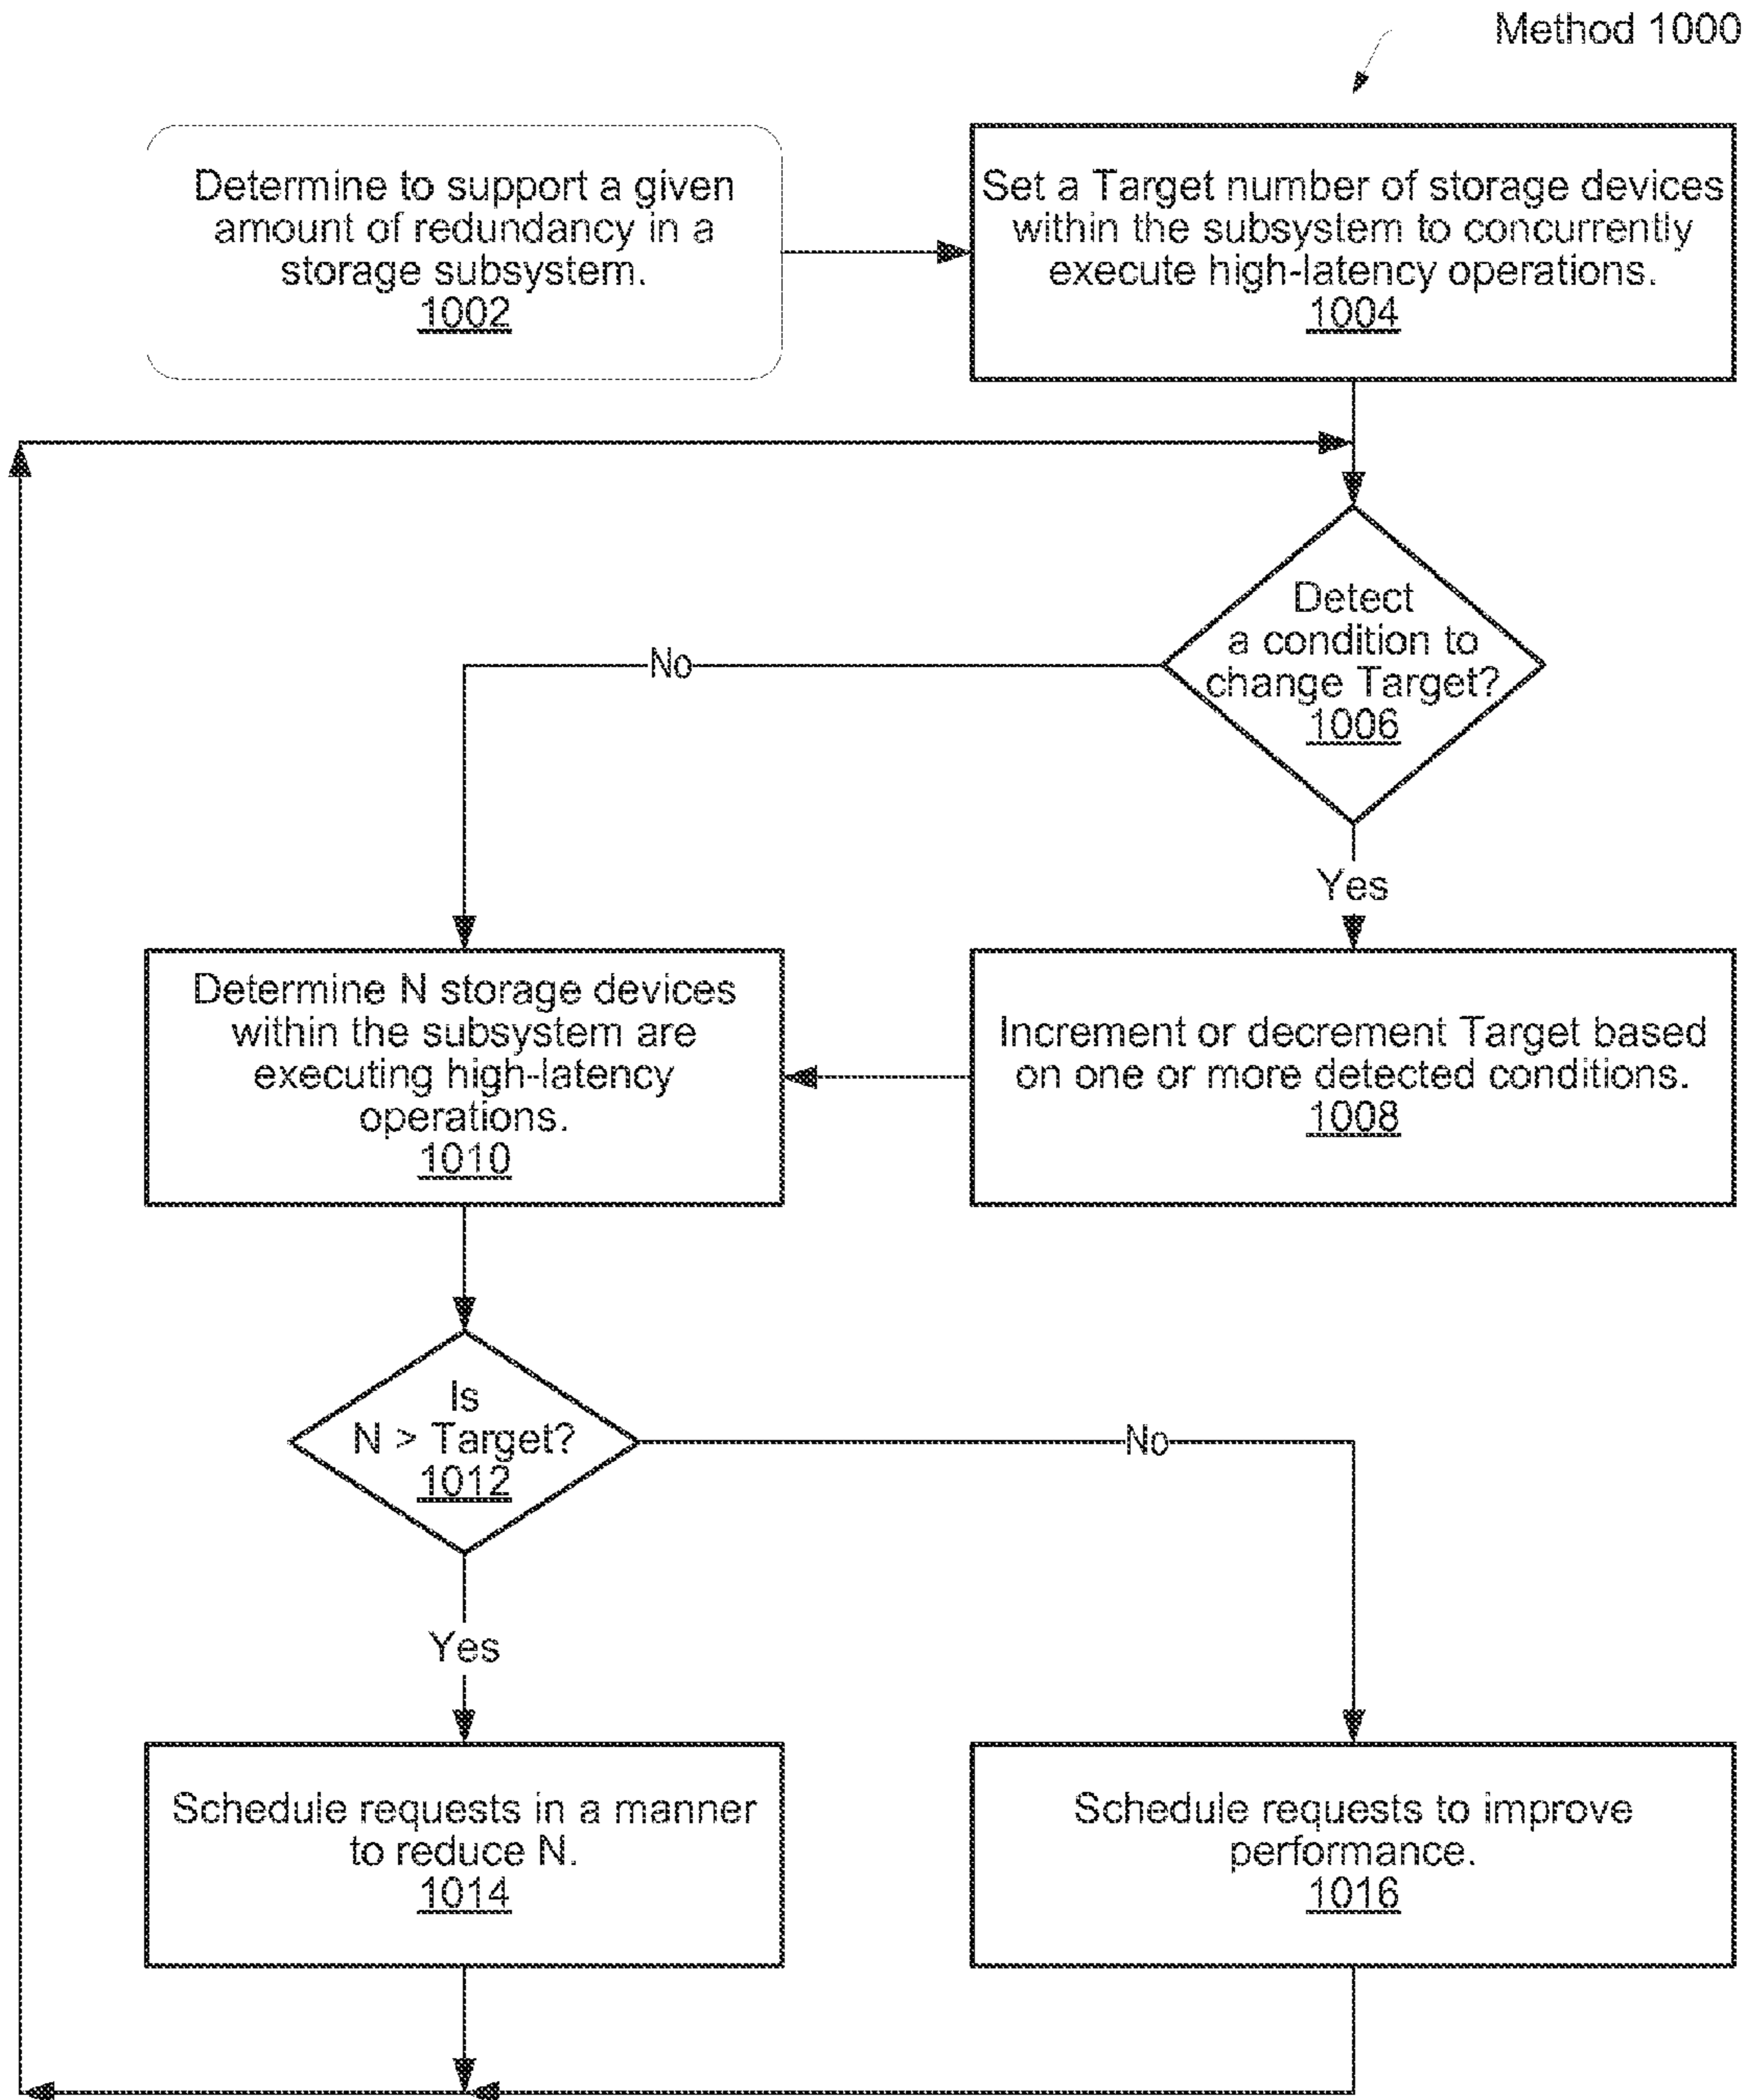 Method 1000
Determine to support a given
amount of redundancy in a
storage subsystem.
1002
Set a Target number of storage devices
within the subsystem to concurrently
execute high-latency operations.
1004
Detect
a condition to
change Target?
1006
No
Yes
Determine N storage devices
within the subsystem are
executing high-latency
operations.
1010
Increment or decrement Target based
on one or more detected conditions.
1008
Is
N > Target?
1012
No
Yes
Schedule requests in a manner
to reduce N.
1014
Schedule requests to improve
performance.
1016